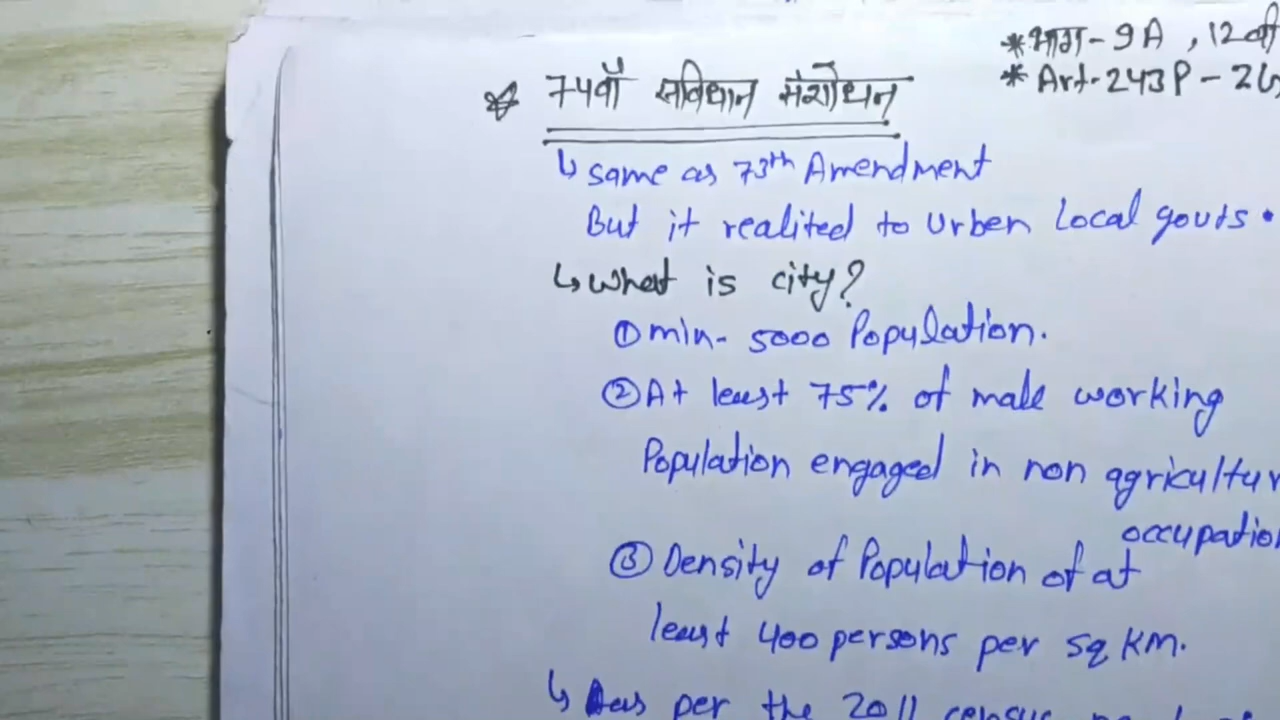 * भाग - 9A , 12वी
* Art. 243P - 2
74वाँ संविधान संशोधन
↳ same as 73th Amendment
But it realited to Urben Local govts.
↳ What is city?
① min- 5000 Population.
② At least 75% of male working
Population engaged in non agricultur
occupation
③ Density of Population of at
least 400 persons per sq KM.
↳ as per the 2011 census